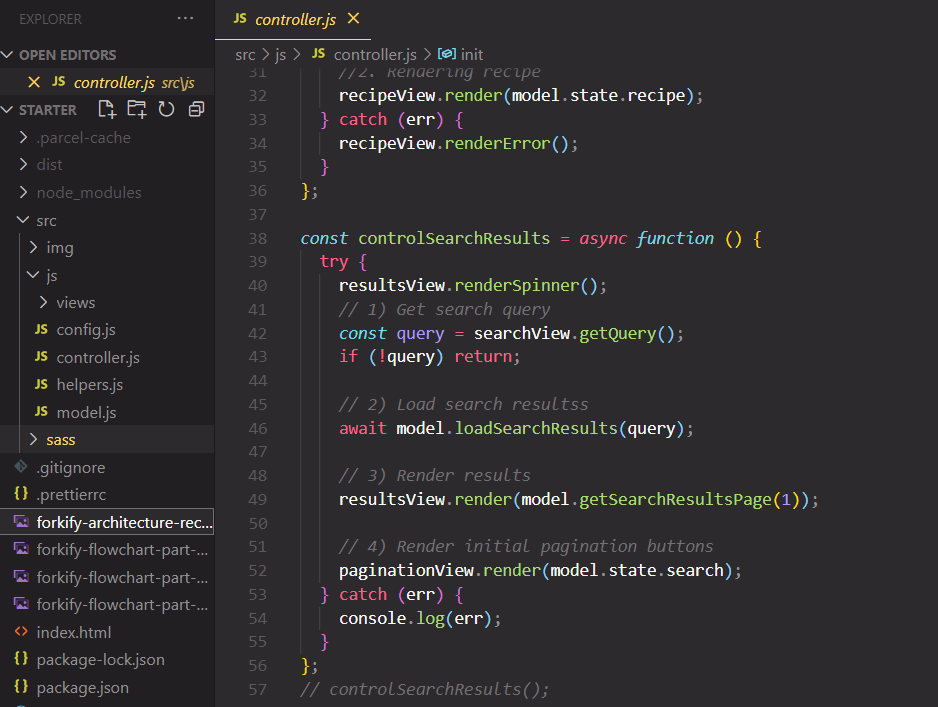 EXPLORER ...
OPEN EDITORS
X JS controller.js src\js
STARTER
.parcel-cache
dist
node_modules
src
img
js
views
JS config.js
JS controller.js
JS helpers.js
JS model.js
sass
.gitignore
{} .prettierrc
forkify-architecture-rec...
forkify-flowchart-part-...
forkify-flowchart-part-...
forkify-flowchart-part-...
<> index.html
{} package-lock.json
{} package.json
JS controller.js X
src > js > JS controller.js > init
31 //2. Rendering recipe
32 recipeView.render(model.state.recipe);
33 } catch (err) {
34 recipeView.renderError();
35 }
36 };
37
38 const controlSearchResults = async function () {
39 try {
40 resultsView.renderSpinner();
41 // 1) Get search query
42 const query = searchView.getQuery();
43 if (!query) return;
44
45 // 2) Load search resultss
46 await model.loadSearchResults(query);
47
48 // 3) Render results
49 resultsView.render(model.getSearchResultsPage(1));
50
51 // 4) Render initial pagination buttons
52 paginationView.render(model.state.search);
53 } catch (err) {
54 console.log(err);
55 }
56 };
57 // controlSearchResults();